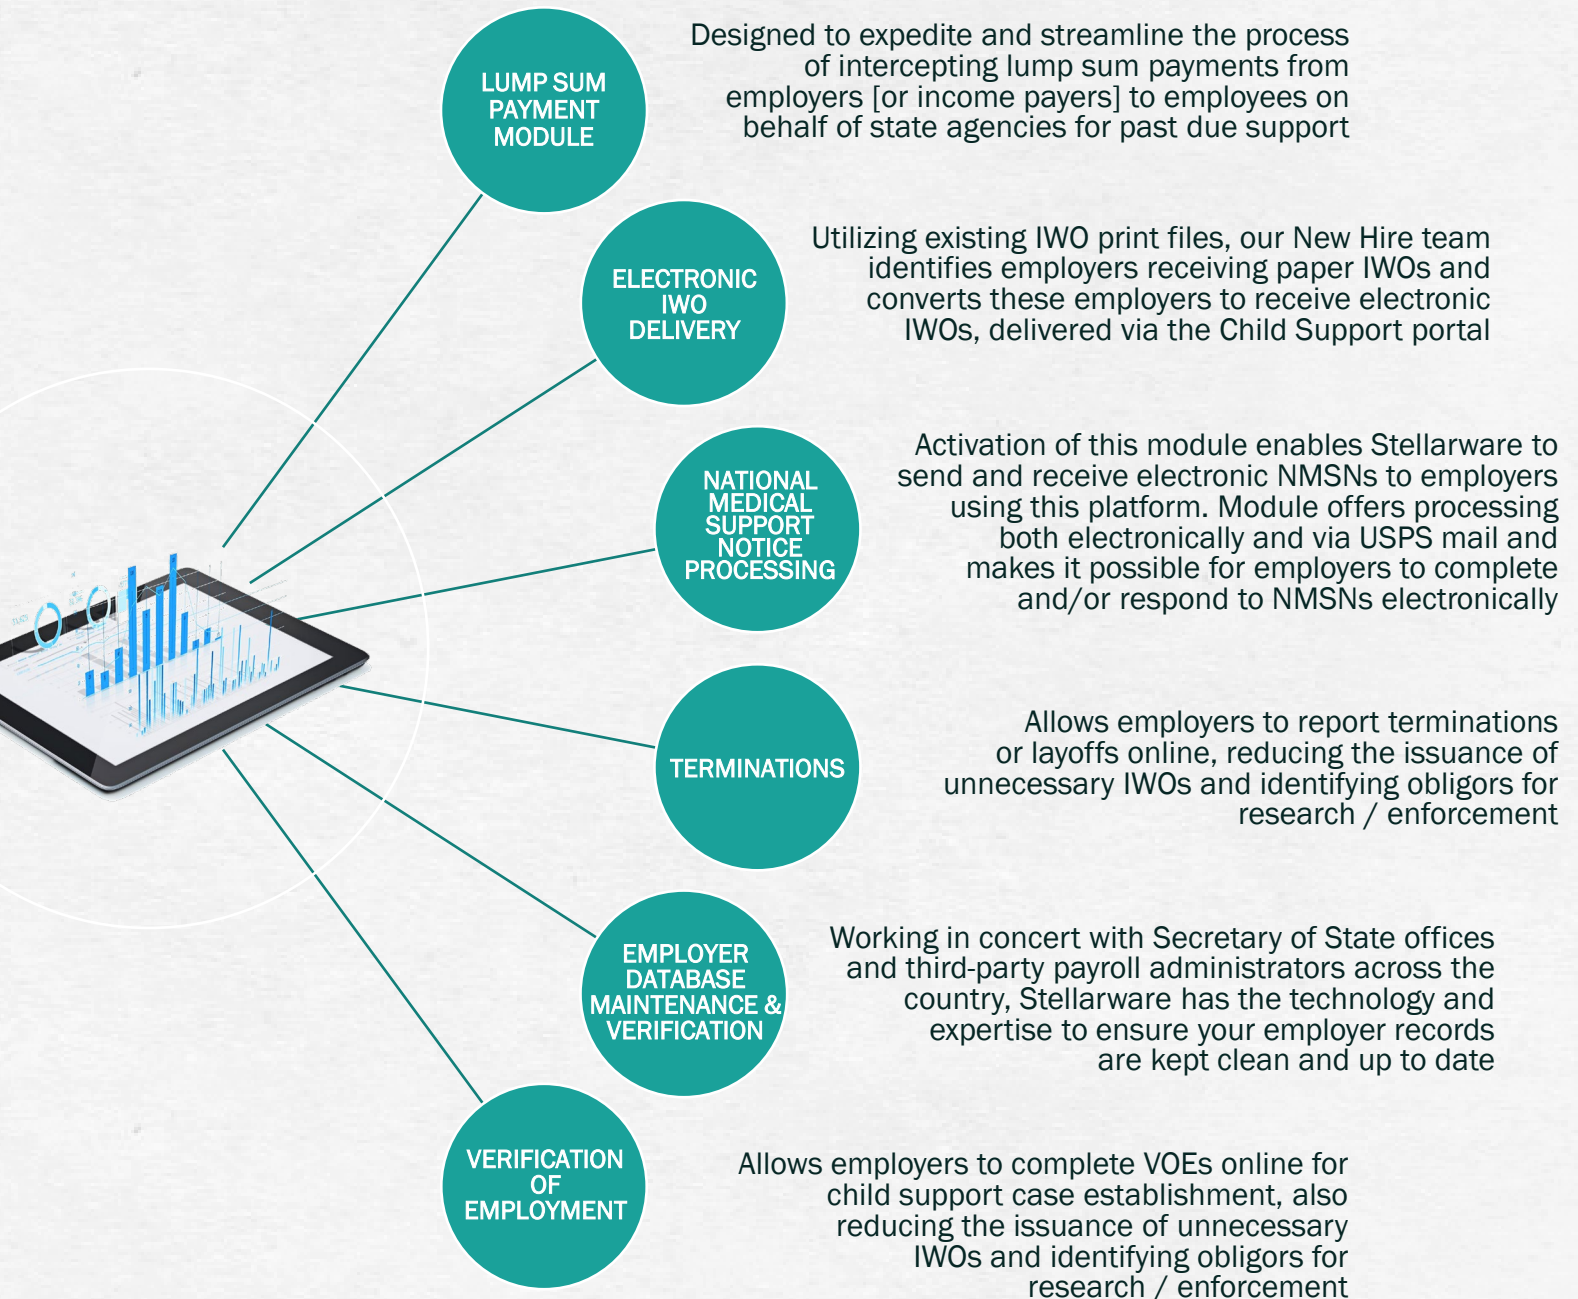 LUMP SUM
PAYMENT
MODULE
Designed to expedite and streamline the process
of intercepting lump sum payments from
employers [or income payers] to employees on
behalf of state agencies for past due support
ELECTRONIC
IWO
DELIVERY
Utilizing existing IWO print files, our New Hire team
identifies employers receiving paper IWOs and
converts these employers to receive electronic
IWOs, delivered via the Child Support portal
NATIONAL
MEDICAL
SUPPORT
NOTICE
PROCESSING
Activation of this module enables Stellarware to
send and receive electronic NMSNs to employers
using this platform. Module offers processing
both electronically and via USPS mail and
makes it possible for employers to complete
and/or respond to NMSNs electronically
TERMINATIONS
Allows employers to report terminations
or layoffs online, reducing the issuance of
unnecessary IWOs and identifying obligors for
research / enforcement
EMPLOYER
DATABASE
MAINTENANCE &
VERIFICATION
Working in concert with Secretary of State offices
and third-party payroll administrators across the
country, Stellarware has the technology and
expertise to ensure your employer records
are kept clean and up to date
VERIFICATION
OF
EMPLOYMENT
Allows employers to complete VOEs online for
child support case establishment, also
reducing the issuance of unnecessary
IWOs and identifying obligors for
research / enforcement